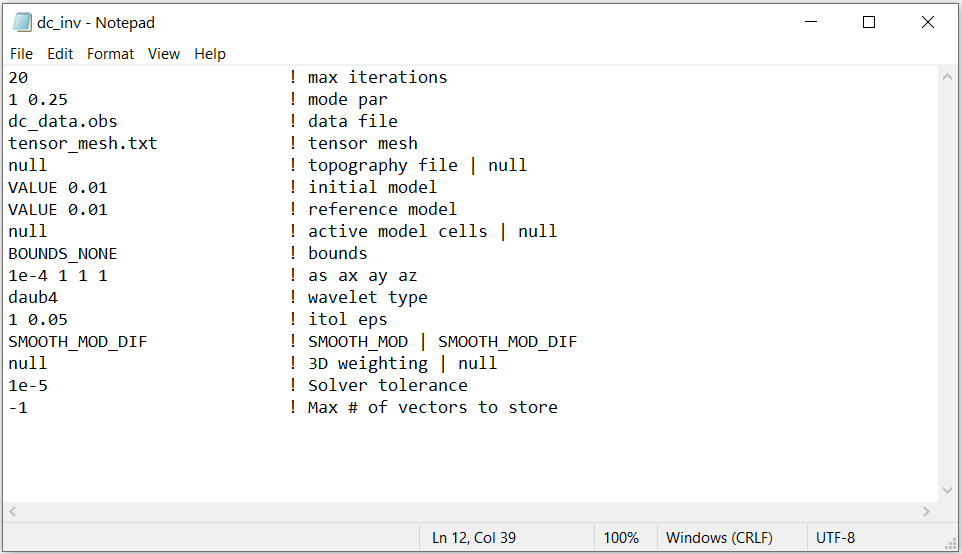 dc_inv - Notepad
File Edit Format View Help
20 ! max iterations
1 0.25 ! mode par
dc_data.obs ! data file
tensor_mesh.txt ! tensor mesh
null ! topography file | null
VALUE 0.01 ! initial model
VALUE 0.01 ! reference model
null ! active model cells | null
BOUNDS_NONE ! bounds
1e-4 1 1 1 ! as ax ay az
daub4 ! wavelet type
1 0.05 ! itol eps
SMOOTH_MOD_DIF ! SMOOTH_MOD | SMOOTH_MOD_DIF
null ! 3D weighting | null
1e-5 ! Solver tolerance
-1 ! Max # of vectors to store
Ln 12, Col 39 100% Windows (CRLF) UTF-8